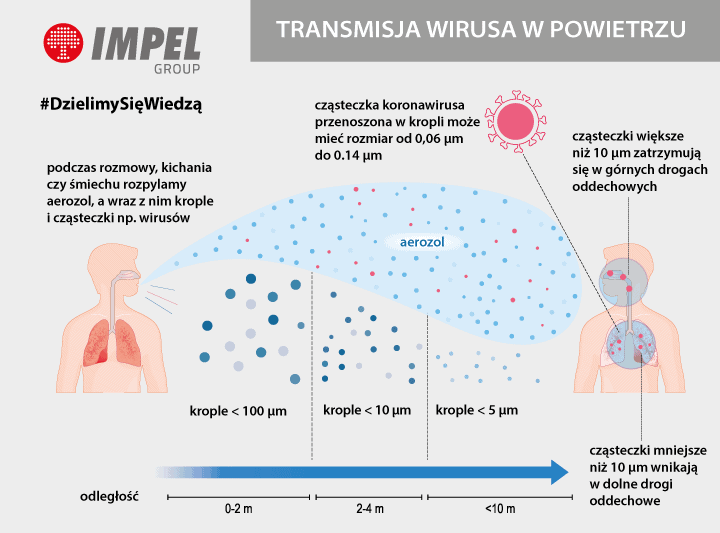 IMPEL
GROUP
TRANSMISJA WIRUSA W POWIETRZU
#DzielimySięWiedzą
podczas rozmowy, kichania
czy śmiechu rozpylamy
aerozol, a wraz z nim krople
i cząsteczki np. wirusów
cząsteczka koronawirusa
przenoszona w kropli może
mieć rozmiar od 0,06 μm
do 0.14 μm
cząsteczki większe
niż 10 μm zatrzymują
się w górnych drogach
oddechowych
aerozol
krople < 100 μm
krople < 10 μm
krople < 5 μm
cząsteczki mniejsze
niż 10 μm wnikają
w dolne drogi
oddechowe
odległość
0-2 m
2-4 m
<10 m